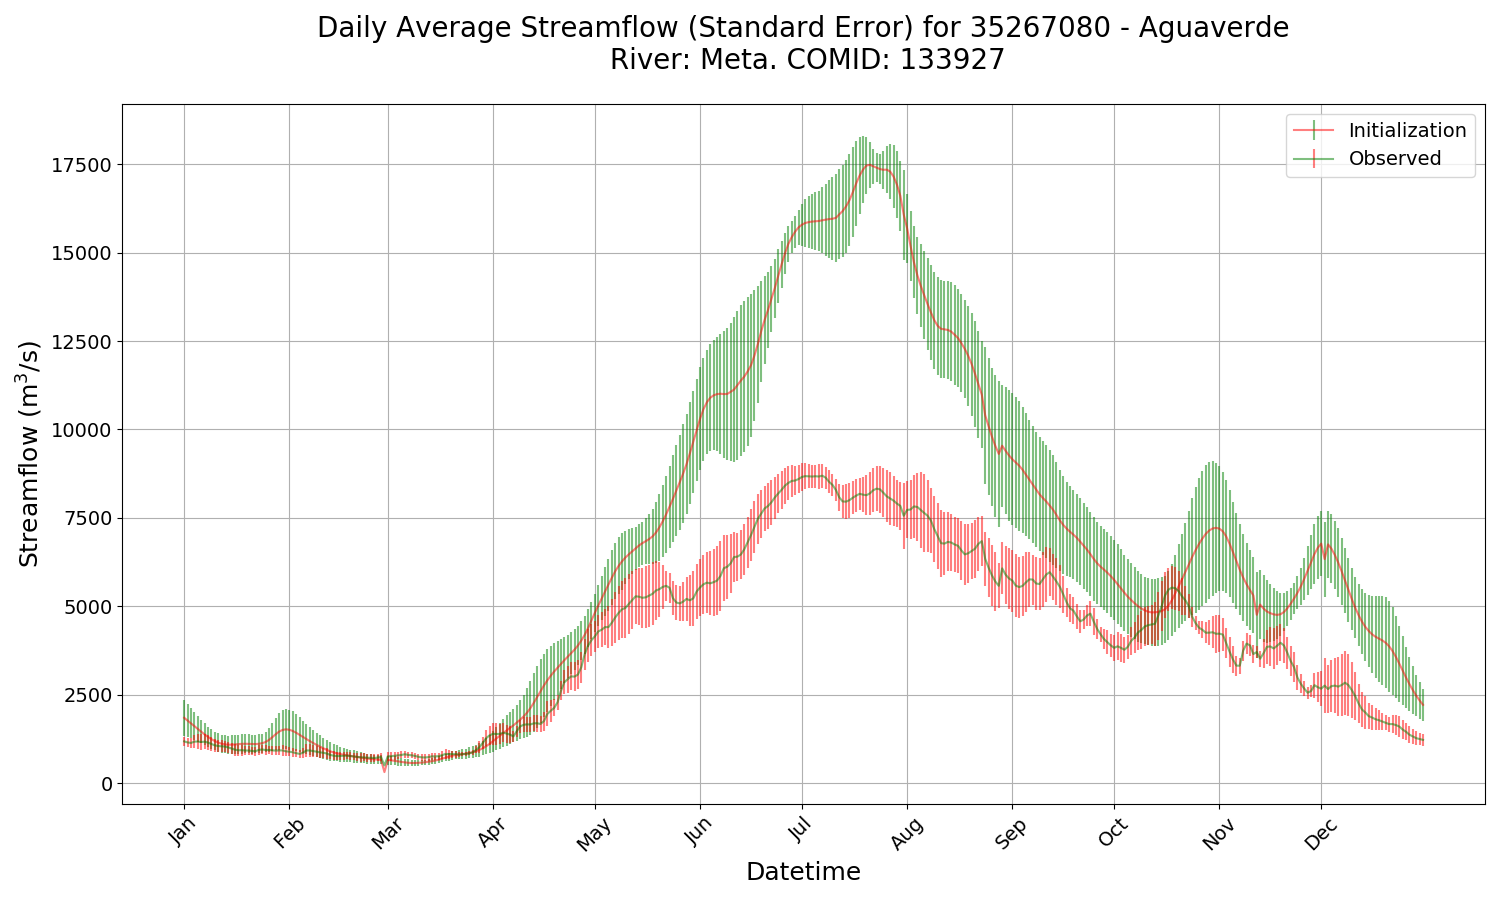 Daily Average Streamflow (Standard Error) for 35267080 - Aguaverde
River: Meta. COMID: 133927
Initialization
Observed
17500
15000
12500
10000
7500
5000
2500
0
Streamflow (m³/s)
Jan Feb Mar Apr May Jun Jul Aug Sep Oct Nov Dec
Datetime